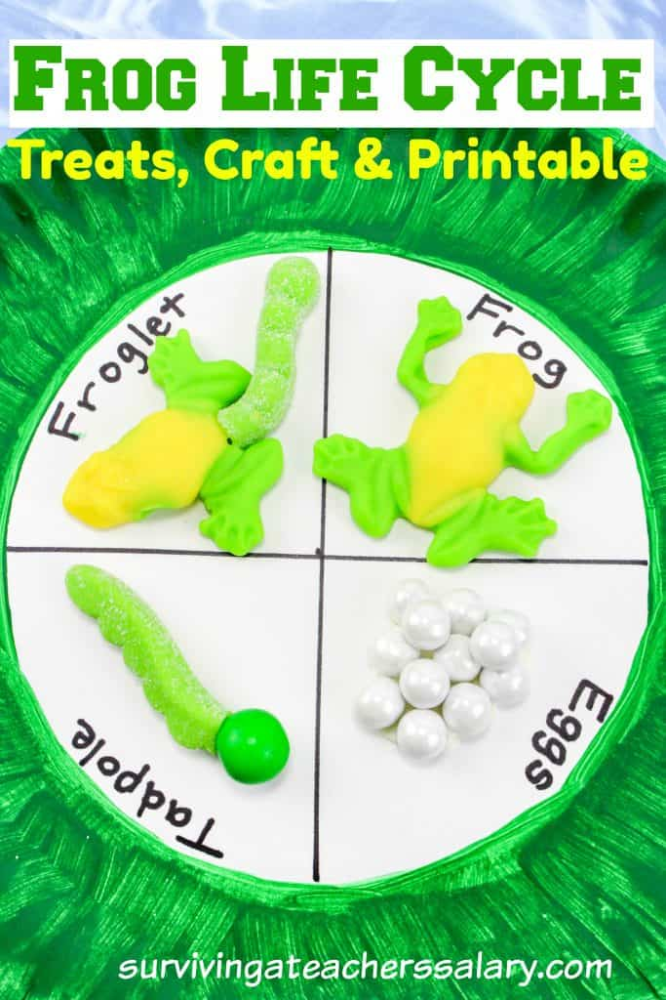 Frog Life Cycle
Treats, Craft & Printable
Froglet
Frog
Tadpole
Eggs
survivingateacherssalary.com